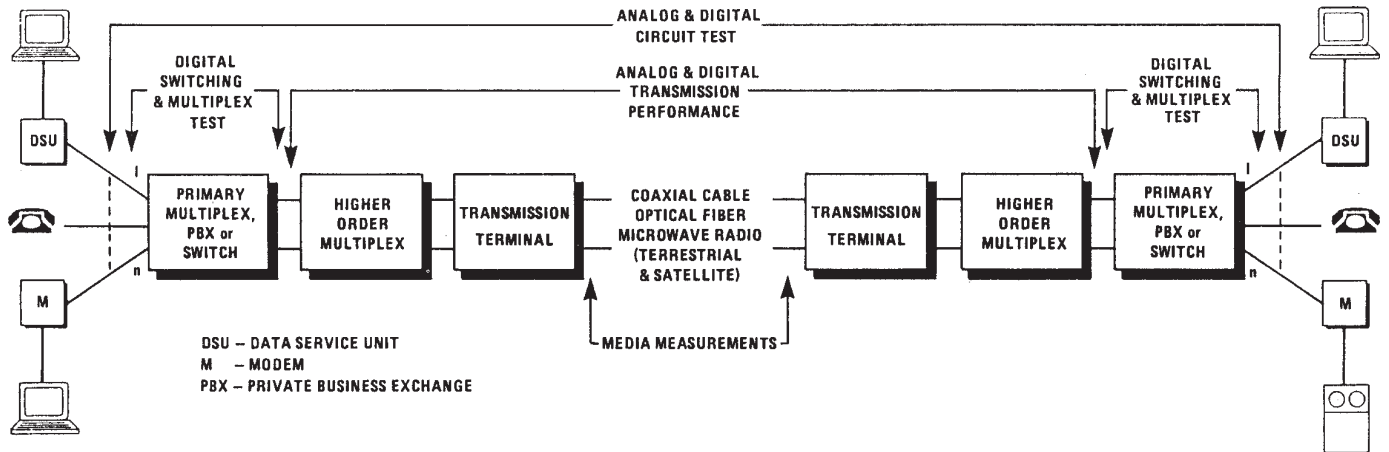 ANALOG & DIGITAL
CIRCUIT TEST
DIGITAL
SWITCHING
& MULTIPLEX
TEST
ANALOG & DIGITAL
TRANSMISSION
PERFORMANCE
DIGITAL
SWITCHING
& MULTIPLEX
TEST
DSU
DSU
I
I
PRIMARY
MULTIPLEX,
PBX or
SWITCH
HIGHER
ORDER
MULTIPLEX
TRANSMISSION
TERMINAL
COAXIAL CABLE
OPTICAL FIBER
MICROWAVE RADIO
(TERRESTRIAL
& SATELLITE)
TRANSMISSION
TERMINAL
HIGHER
ORDER
MULTIPLEX
PRIMARY
MULTIPLEX,
PBX or
SWITCH
n
n
M
M
MEDIA MEASUREMENTS
DSU – DATA SERVICE UNIT
M – MODEM
PBX – PRIVATE BUSINESS EXCHANGE